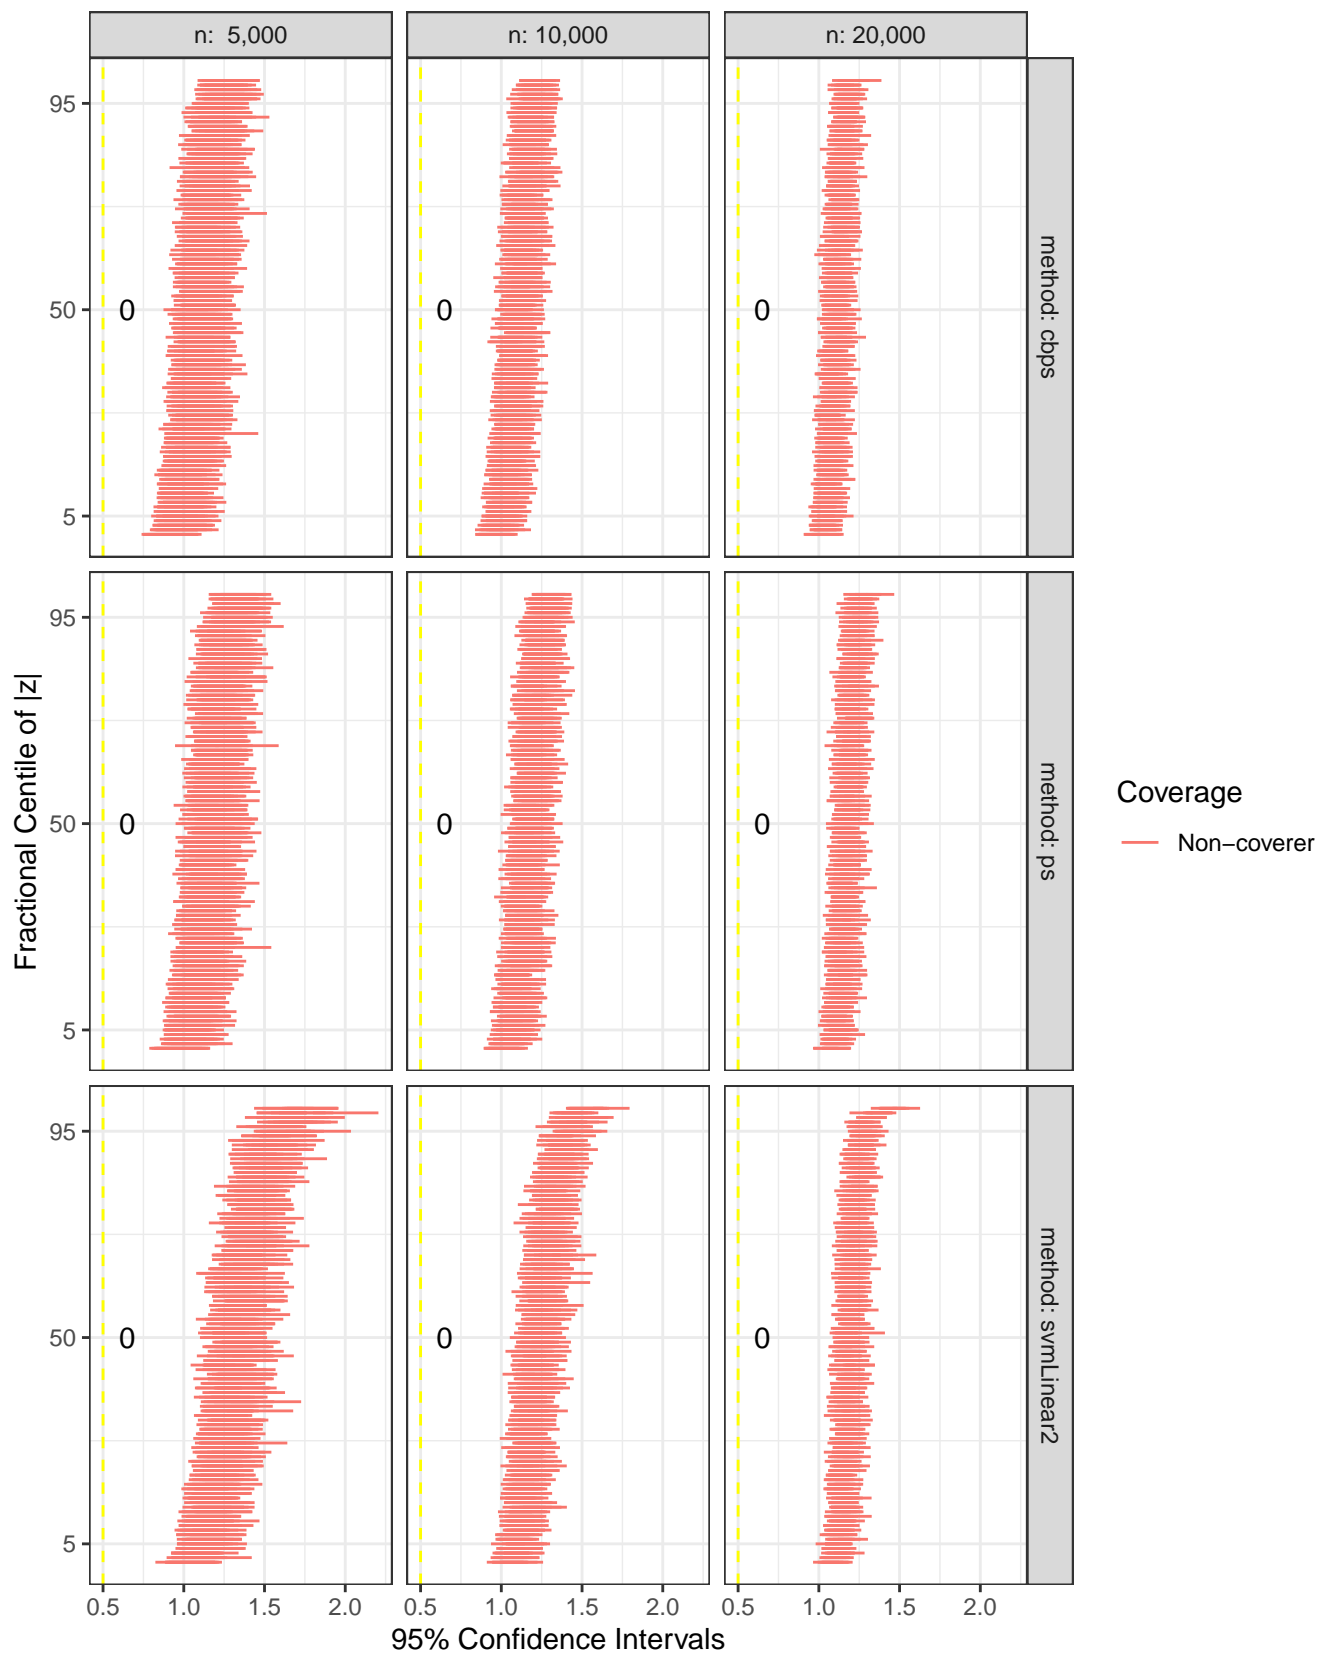 n:  5,000
n: 10,000
n: 20,000
95
50
5
0
0
0
method: cbps
95
50
5
0
0
0
method: ps
95
50
5
0
0
0
method: svmLinear2
Fractional Centile of |z|
0.5 1.0 1.5 2.0
0.5 1.0 1.5 2.0
0.5 1.0 1.5 2.0
95% Confidence Intervals
Coverage
Non−coverer